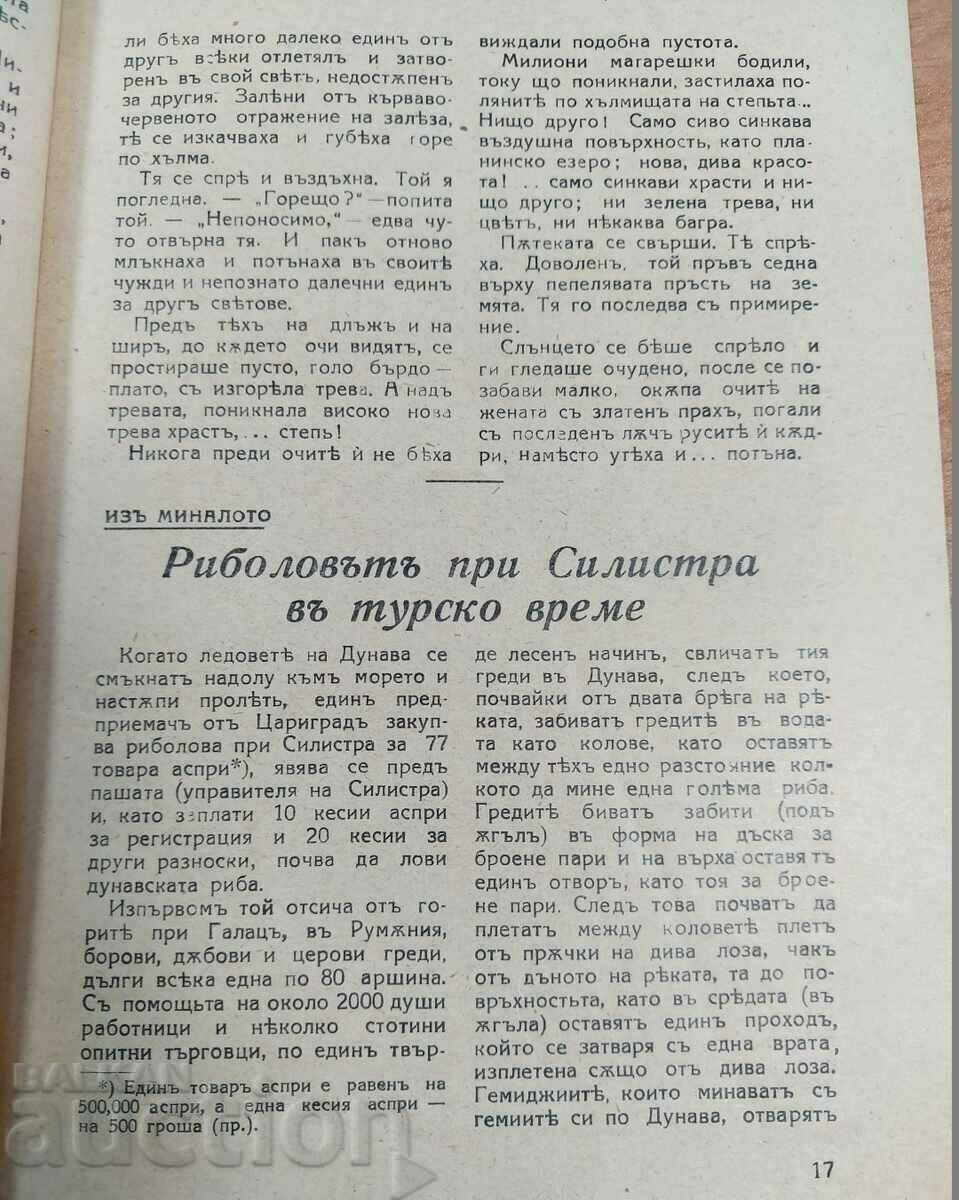 ли бѣха много далеко единъ отъ
другъ всѣки отлетялъ и затво-
ренъ въ свой свѣтъ, недостѫпенъ
за другия. Залѣни отъ кърваво-
червеното отражение на залѣза,
тѣ се изкачваха и губѣха горе
по хълма.
Тя се спрѣ и въздъхна. Той я
погледна. — „Горещо?" — попита
той. — „Непоносимо," — едва чу-
то отвърна тя. И пакъ отново
млъкнаха и потънаха въ своитѣ
чужди и непознато далечни единъ
за другъ свѣтове.
Предъ тѣхъ на длъжъ и на
ширъ, до кѫдето очи видятъ, се
простираше пусто, голо бърдо —
плато, съ изгорѣла трева. А надъ
тревата, поникнала високо нова
трева храстъ,... степь!
Никога преди очитѣ ѝ не бѣха
виждали подобна пустота.
Милиони магарешки бодили,
току що поникнали, застилаха по-
лянитѣ по хълмищата на степьта...
Нищо друго! Само сиво синкава
въздушна повърхность, като пла-
нинско езеро; нова, дива красо-
та! .. само синкави храсти и ни-
що друго; ни зелена трева, ни
цвѣтъ, ни нѣкаква багра.
Пѫтеката се свърши. Тѣ спрѣ-
ха. Доволенъ, той пръвъ седна
върху пепелявата пръсть на зе-
мята. Тя го последва съ примире-
ние.
Слънцето се бѣше спрѣло и
ги гледаше очудено, после се по-
забави малко, окѫпа очитѣ на
жената съ златенъ прахъ, погали
съ последенъ лѫчъ руситѣ ѝ кѫд-
ри, намѣсто утѣха и... потъна.
ИЗЪ МИНАЛОТО
Риболовътъ при Силистра
въ турско време
Когато ледоветѣ на Дунава се
смъкнатъ надолу къмъ морето и
настѫпи пролѣть, единъ пред-
приемачъ отъ Цариградъ закуп-
ва риболова при Силистра за 77
товара аспри*), явява се предъ
пашата (управителя на Силистра)
и, като заплати 10 кесии аспри
за регистрация и 20 кесии за
други разноски, почва да лови
дунавската риба.
Изпървомъ той отсича отъ го-
ритѣ при Галацъ, въ Румѫния,
борови, дѫбови и церови греди,
дълги всѣка една по 80 аршина.
Съ помощьта на около 2000 души
работници и нѣколко стотини
опитни търговци, по единъ твър-
*) Единъ товаръ аспри е равенъ на
500,000 аспри, а една кесия аспри —
на 500 гроша (пр.).
де лесенъ начинъ, свличатъ тия
греди въ Дунава, следъ което,
почвайки отъ двата брѣга на рѣ-
ката, забиватъ гредитѣ въ вода-
та като колове, като оставятъ
между тѣхъ едно разстояние кол-
кото да мине една голѣма риба.
Гредитѣ биватъ забити (подъ
ѫгълъ) въ форма на дъска за
броене пари и на върха оставятъ
единъ отворъ, като тоя за брое-
не пари. Следъ това почватъ да
плетатъ между коловетѣ плетъ
отъ прѫчки на дива лоза, чакъ
отъ дъното на рѣката, та до по-
връхностьта, като въ срѣдата (въ
ѫгъла) оставятъ единъ проходъ,
който се затваря съ една врата,
изплетена сѫщо отъ дива лоза.
Гемиджиитѣ, които минаватъ съ
гемиитѣ си по Дунава, отварятъ
17
auction